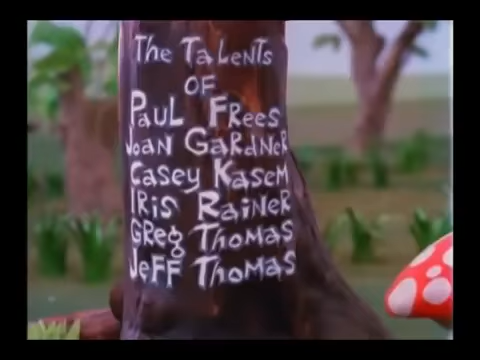 The TaLeNTs
OF
PaUL FRees
Joan GaRdNeR
Casey Kasem
IRis RaiNeR
GReg Thomas
JeFF Thomas